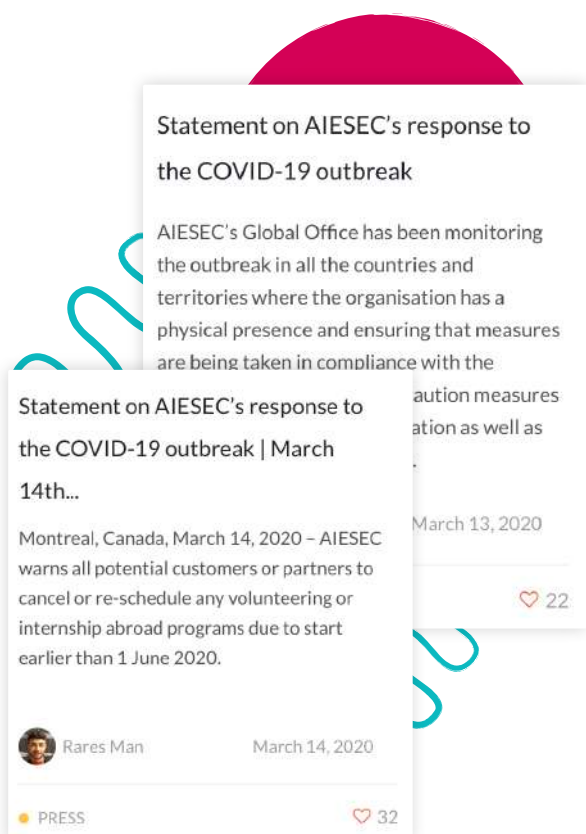 Statement on AIESEC’s response to
the COVID-19 outbreak
AIESEC’s Global Office has been monitoring
the outbreak in all the countries and
territories where the organisation has a
physical presence and ensuring that measures
are being taken in compliance with the
aution measures
ation as well as
March 13, 2020
22
Statement on AIESEC’s response to
the COVID-19 outbreak | March
14th...
Montreal, Canada, March 14, 2020 – AIESEC
warns all potential customers or partners to
cancel or re-schedule any volunteering or
internship abroad programs due to start
earlier than 1 June 2020.
Rares Man
March 14, 2020
PRESS
32